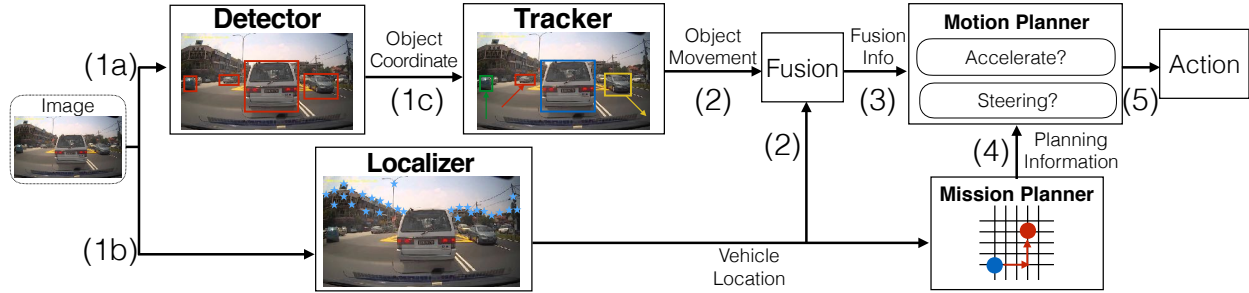 Detector
Tracker
Motion Planner
(1a)
Object
Coordinate
(1c)
Object
Movement
(2)
Fusion
Fusion
Info
(3)
Accelerate?
Steering?
(5)
Action
Image
(2)
(4)
Planning
Information
Localizer
Mission Planner
(1b)
Vehicle
Location